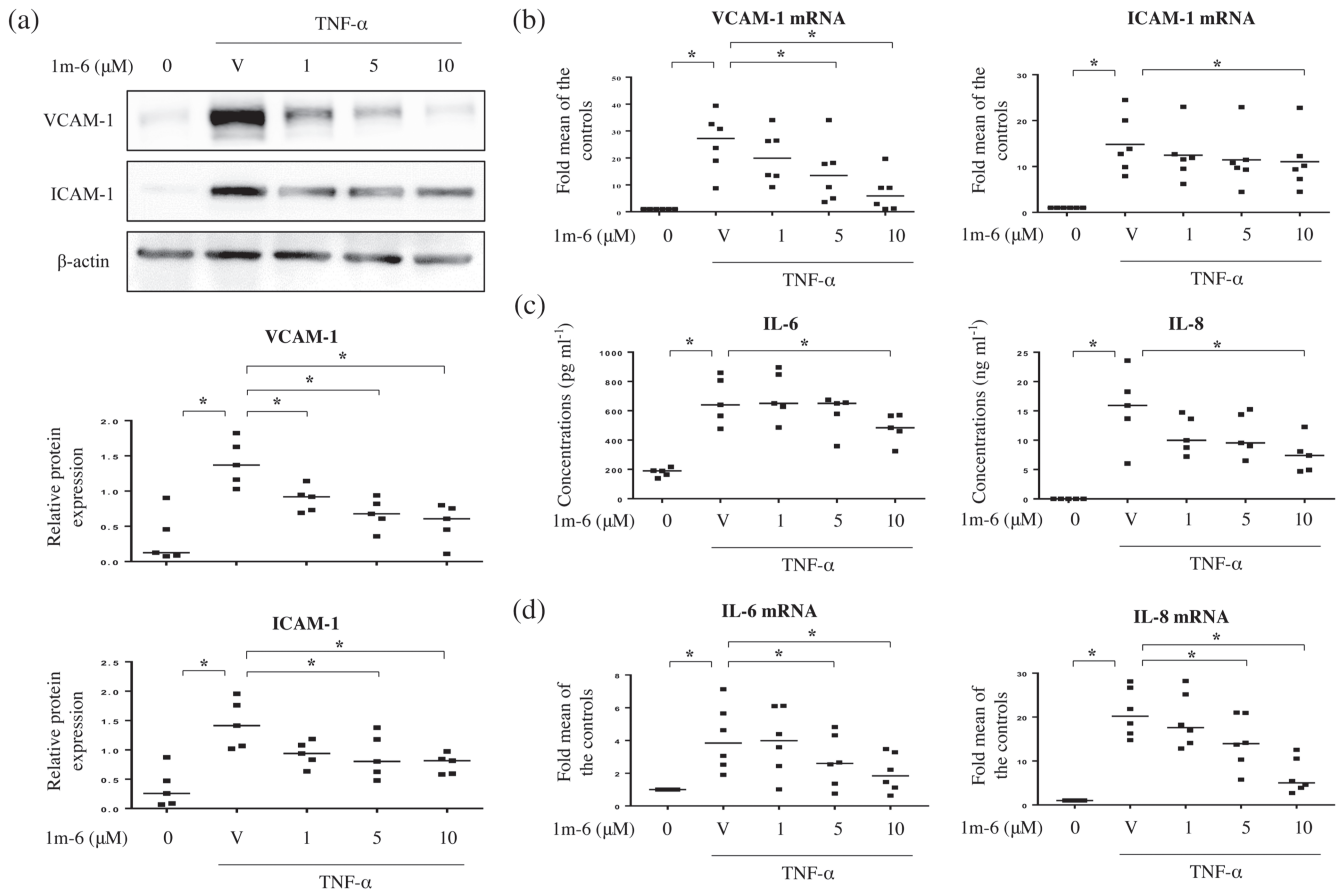 (a)
TNF-α
1m-6 (μM) 0 V 1 5 10
VCAM-1
ICAM-1
β-actin
VCAM-1
* * * *
Relative protein
expression
2.0
1.5
1.0
0.5
0.0
ICAM-1
* * *
Relative protein
expression
2.5
2.0
1.5
1.0
0.5
0.0
1m-6 (μM) 0 V 1 5 10
TNF-α
(b)
VCAM-1 mRNA
* * *
Fold mean of the
controls
50
40
30
20
10
0
1m-6 (μM) 0 V 1 5 10
TNF-α
ICAM-1 mRNA
* *
Fold mean of the
controls
30
20
10
0
1m-6 (μM) 0 V 1 5 10
TNF-α
(c)
IL-6
* *
Concentrations (pg ml⁻¹)
1000
800
600
400
200
0
1m-6 (μM) 0 V 1 5 10
TNF-α
IL-8
* *
Concentrations (ng ml⁻¹)
25
20
15
10
5
0
1m-6 (μM) 0 V 1 5 10
TNF-α
(d)
IL-6 mRNA
* * *
Fold mean of
the controls
8
6
4
2
0
1m-6 (μM) 0 V 1 5 10
TNF-α
IL-8 mRNA
* * *
Fold mean of
the controls
30
20
10
0
1m-6 (μM) 0 V 1 5 10
TNF-α